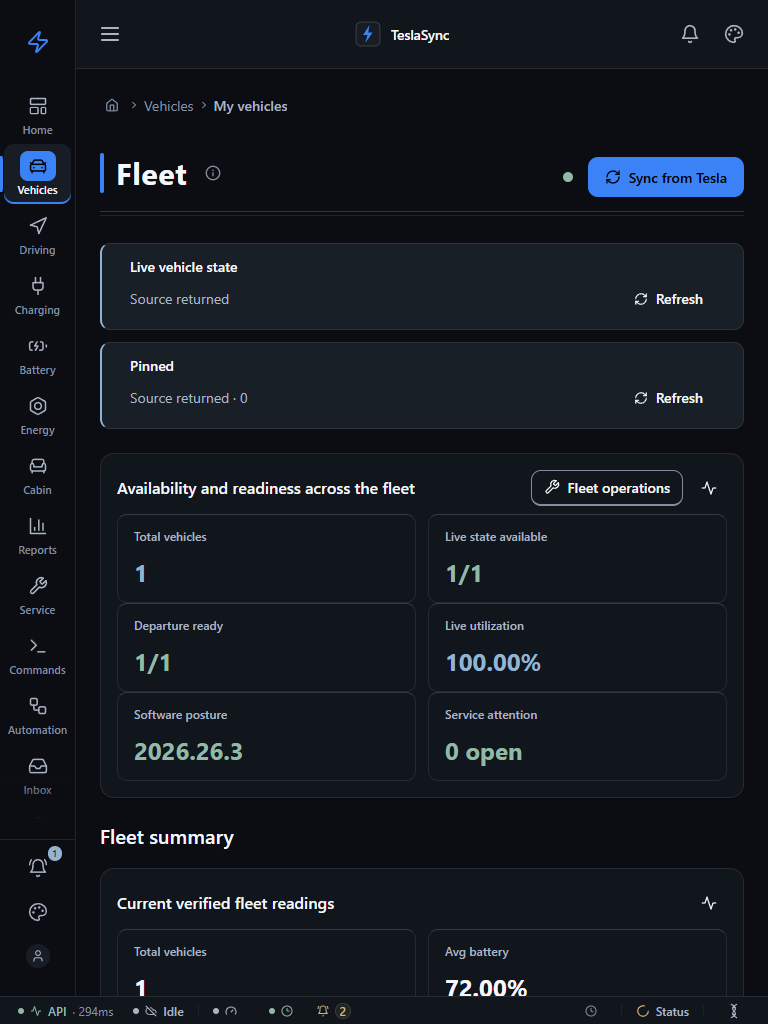 TeslaSync
Home
Vehicles
Driving
Charging
Battery
Energy
Cabin
Reports
Service
Commands
Automation
Inbox
1
Vehicles
My vehicles
Fleet
Sync from Tesla
Live vehicle state
Source returned
Refresh
Pinned
Source returned · 0
Refresh
Availability and readiness across the fleet
Fleet operations
Total vehicles
1
Live state available
1/1
Departure ready
1/1
Live utilization
100.00%
Software posture
2026.26.3
Service attention
0 open
Fleet summary
Current verified fleet readings
Total vehicles
1
Avg battery
72.00%
API · 294ms
Idle
2
Status